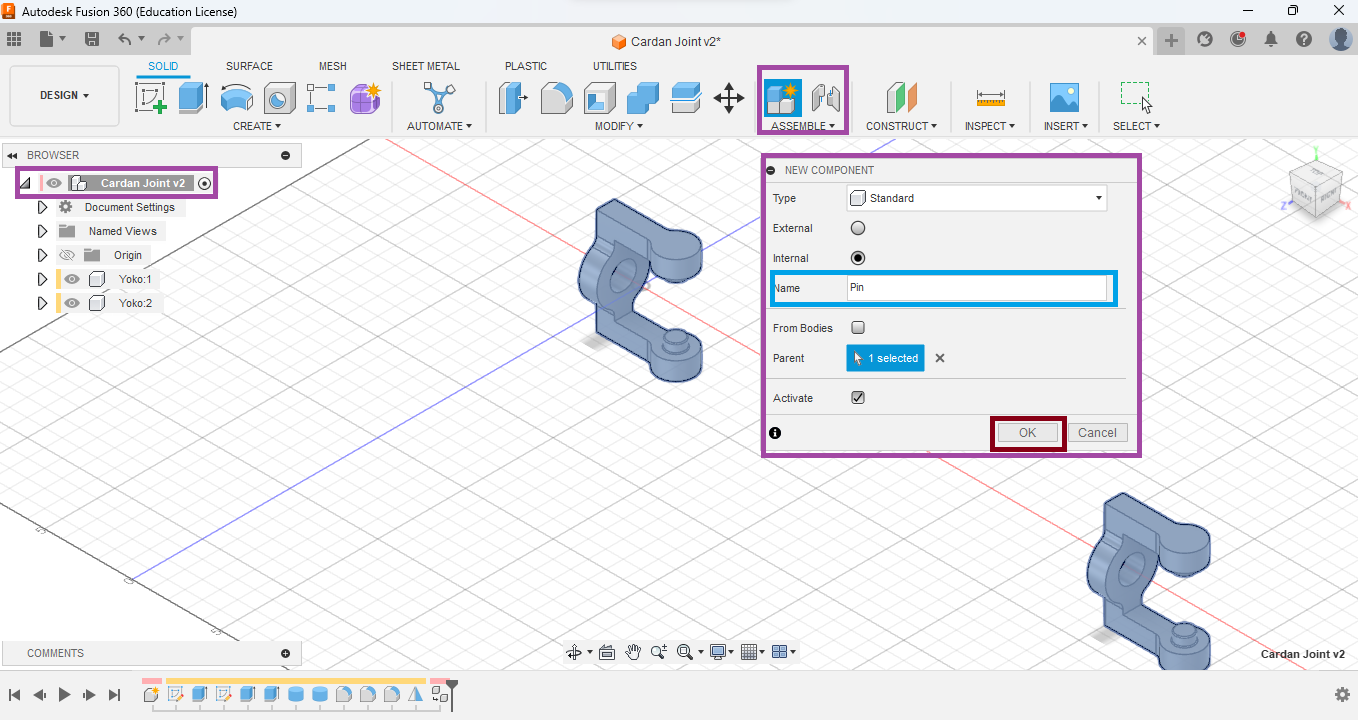 Autodesk Fusion 360 (Education License)
Cardan Joint v2*
DESIGN
SOLID
SURFACE
MESH
SHEET METAL
PLASTIC
UTILITIES
CREATE
AUTOMATE
MODIFY
ASSEMBLE
CONSTRUCT
INSPECT
INSERT
SELECT
BROWSER
Cardan Joint v2
Document Settings
Named Views
Origin
Yoko:1
Yoko:2
NEW COMPONENT
Type Standard
External
Internal
Name Pin
From Bodies
Parent 1 selected
Activate
OK Cancel
TOP
FRONT RIGHT
Y
Z X
COMMENTS
Cardan Joint v2